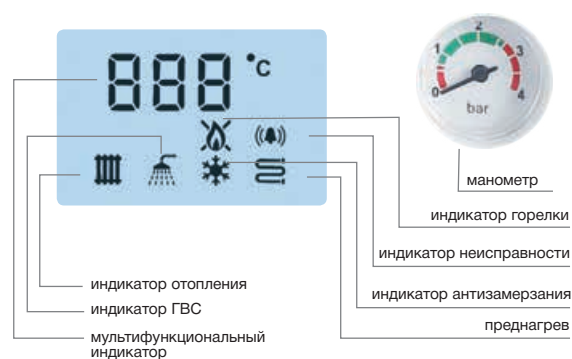 888 °C
0 1 2 3 4
bar
манометр
индикатор горелки
индикатор неисправности
индикатор отопления
индикатор антизамерзания
индикатор ГВС
преднагрев
мультифункциональный
индикатор